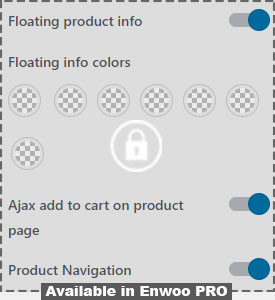 Floating product info
Floating info colors
Ajax add to cart on product
page
Product Navigation
Available in Enwoo PRO